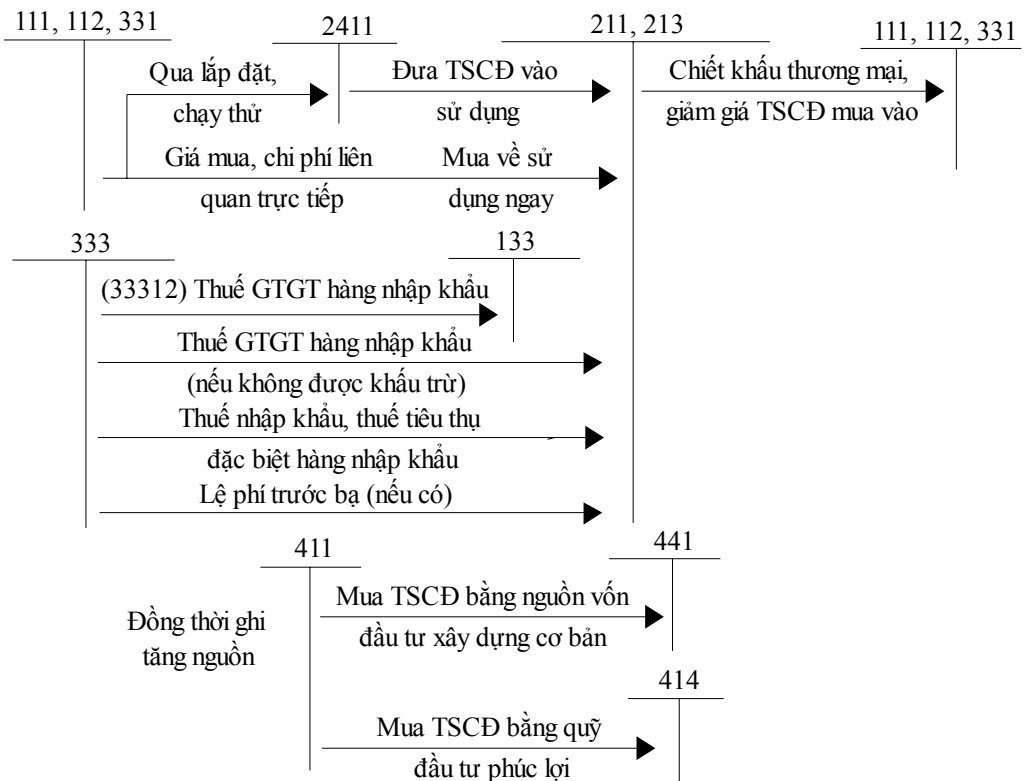 111, 112, 331
2411
211, 213
111, 112, 331
Qua lắp đặt,
chạy thử
Đưa TSCĐ vào
sử dụng
Chiết khấu thương mại,
giảm giá TSCĐ mua vào
Giá mua, chi phí liên
quan trực tiếp
Mua về sử
dụng ngay
333
133
(33312) Thuế GTGT hàng nhập khẩu
Thuế GTGT hàng nhập khẩu
(nếu không được khấu trừ)
Thuế nhập khẩu, thuế tiêu thụ
đặc biệt hàng nhập khẩu
Lệ phí trước bạ (nếu có)
411
441
Đồng thời ghi
tăng nguồn
Mua TSCĐ bằng nguồn vốn
đầu tư xây dựng cơ bản
414
Mua TSCĐ bằng quỹ
đầu tư phúc lợi